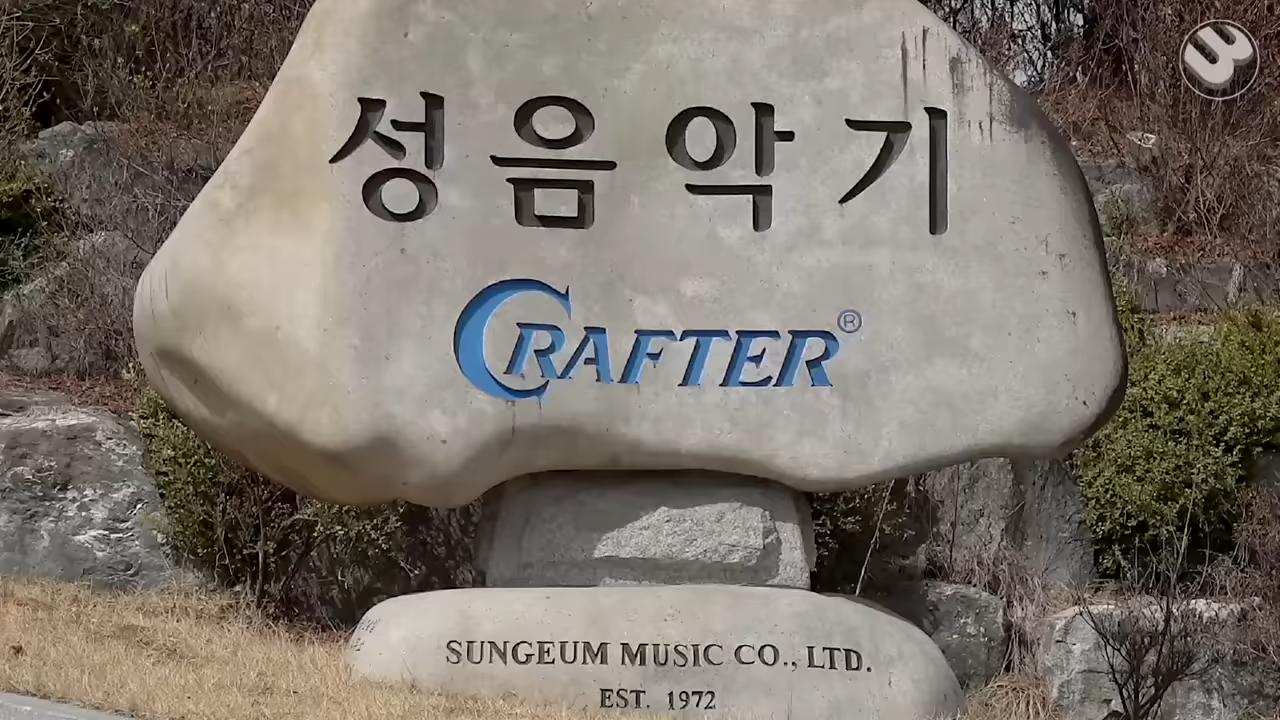 성음악기
CRAFTER®
SUNGEUM MUSIC CO., LTD.
EST. 1972